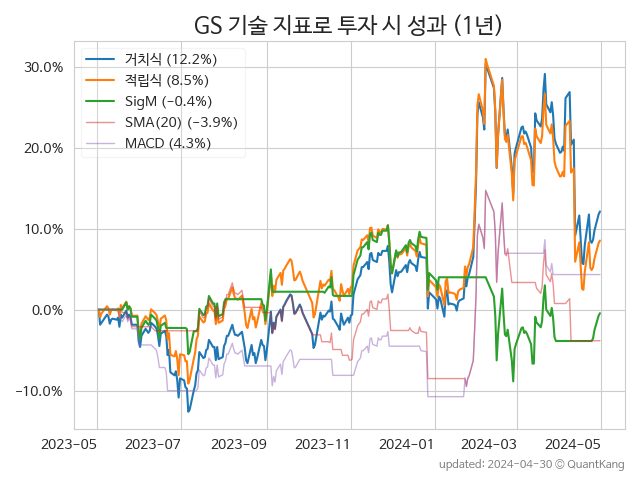 GS 기술 지표로 투자 시 성과 (1년)
거치식 (12.2%)
적립식 (8.5%)
SigM (−0.4%)
SMA(20) (−3.9%)
MACD (4.3%)
30.0%
20.0%
10.0%
0.0%
−10.0%
2023-05 2023-07 2023-09 2023-11 2024-01 2024-03 2024-05
updated: 2024-04-30 © QuantKang